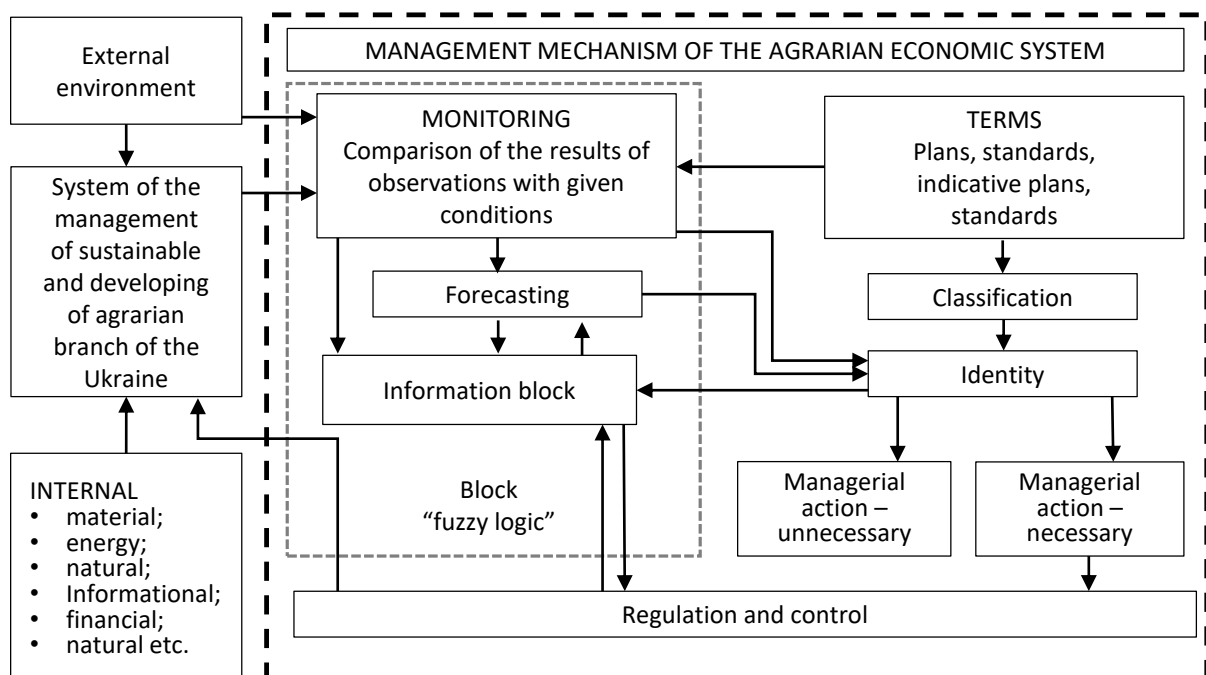 External
environment
MANAGEMENT MECHANISM OF THE AGRARIAN ECONOMIC SYSTEM
MONITORING
Comparison of the results of
observations with given
conditions
TERMS
Plans, standards,
indicative plans,
standards
System of the
management
of sustainable
and developing
of agrarian
branch of the
Ukraine
Forecasting
Classification
Information block
Identity
INTERNAL
• material;
• energy;
• natural;
• Informational;
• financial;
• natural etc.
Block
“fuzzy logic”
Managerial
action –
unnecessary
Managerial
action –
necessary
Regulation and control